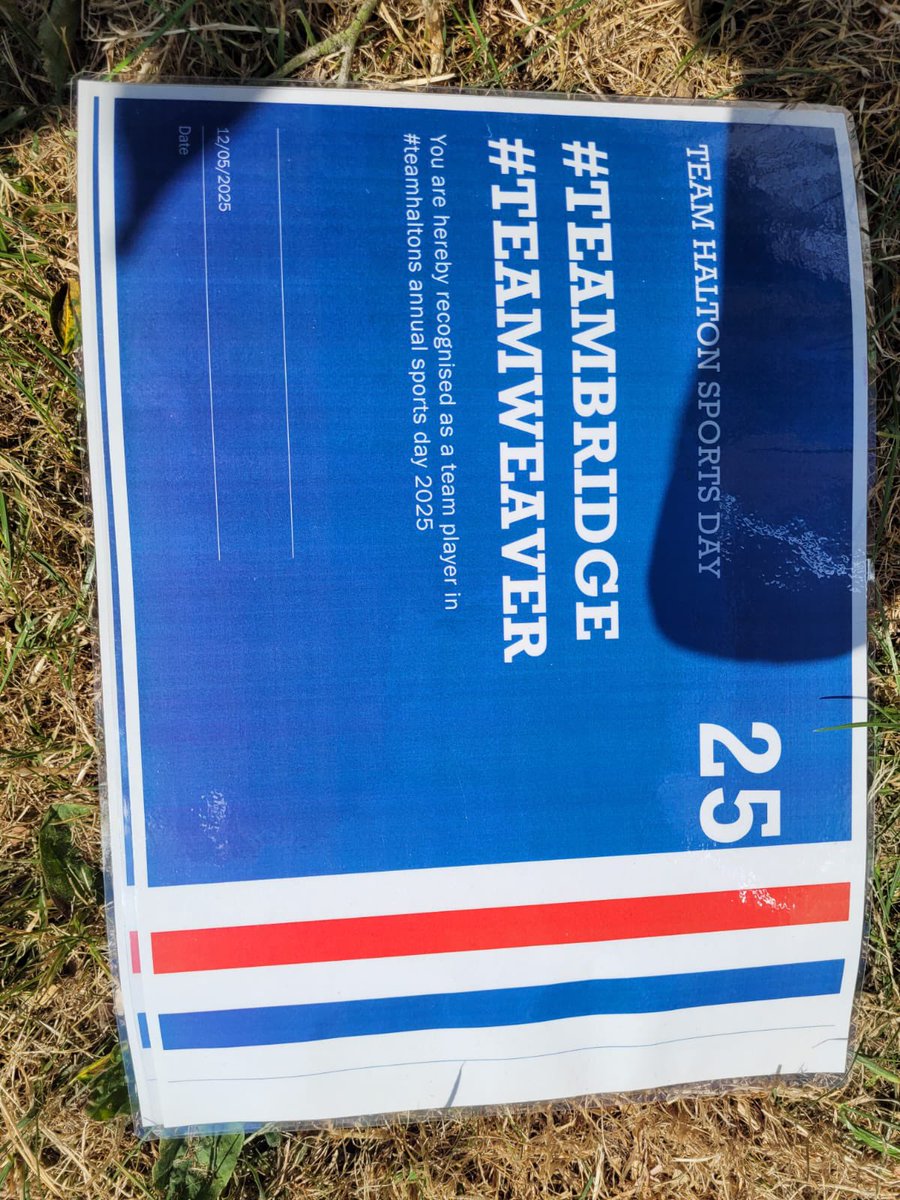 TEAM HALTON SPORTS DAY
25
#TEAMBRIDGE
#TEAMWEAVER
You are hereby recognised as a team player in
#teamhaltons annual sports day 2025
12/05/2025
Date